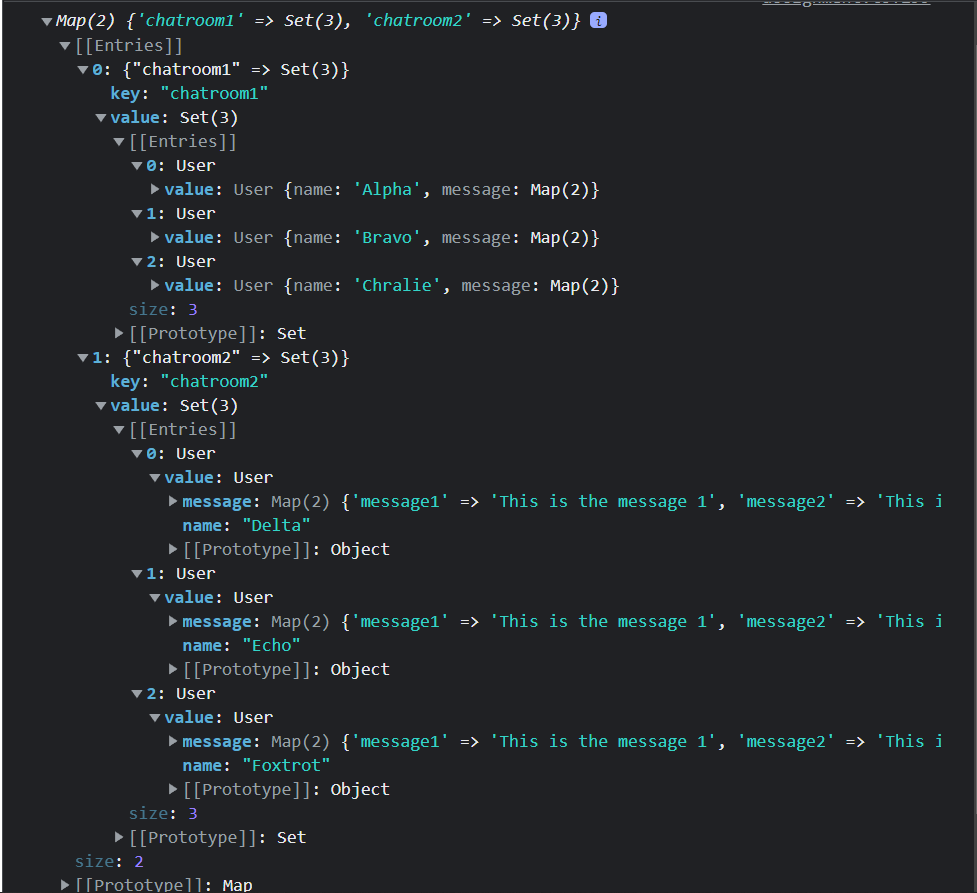 Map(2) {'chatroom1' => Set(3), 'chatroom2' => Set(3)} i
[[Entries]]
0: {"chatroom1" => Set(3)}
key: "chatroom1"
value: Set(3)
[[Entries]]
0: User
value: User {name: 'Alpha', message: Map(2)}
1: User
value: User {name: 'Bravo', message: Map(2)}
2: User
value: User {name: 'Chralie', message: Map(2)}
size: 3
[[Prototype]]: Set
1: {"chatroom2" => Set(3)}
key: "chatroom2"
value: Set(3)
[[Entries]]
0: User
value: User
message: Map(2) {'message1' => 'This is the message 1', 'message2' => 'This i
name: "Delta"
[[Prototype]]: Object
1: User
value: User
message: Map(2) {'message1' => 'This is the message 1', 'message2' => 'This i
name: "Echo"
[[Prototype]]: Object
2: User
value: User
message: Map(2) {'message1' => 'This is the message 1', 'message2' => 'This i
name: "Foxtrot"
[[Prototype]]: Object
size: 3
[[Prototype]]: Set
size: 2
[[Prototype]]: Map